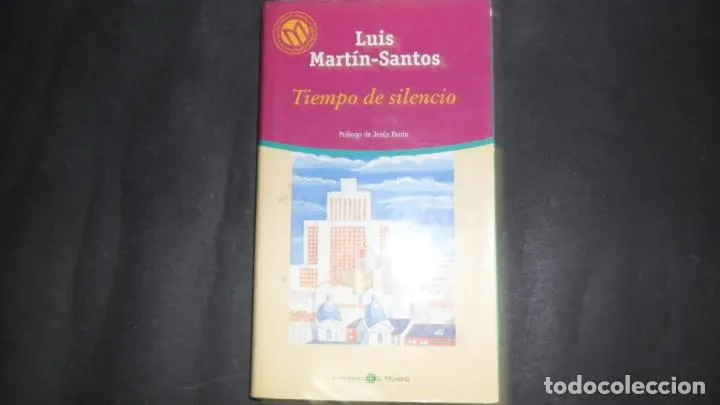 Luis
Martín-Santos
Tiempo de silencio
Prólogo de Jesús Pardo
EL MUNDO
todocoleccion